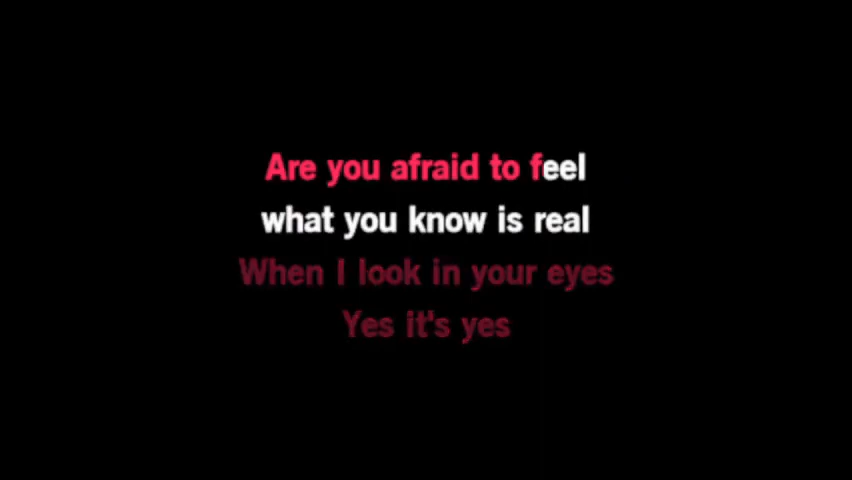 Are you afraid to feel
what you know is real
When I look in your eyes
Yes it's yes